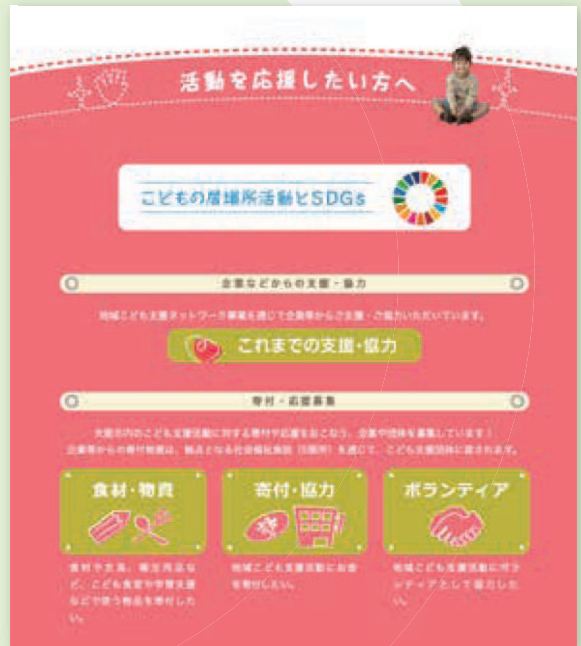 活動を応援したい方へ
こどもの居場所活動とSDGs
企業などからの支援・協力
地域こども支援ネットワーク事業を通じて企業等からご支援・ご協力いただいています。
これまでの支援・協力
寄付・応援募集
大阪市内のこども支援活動に対する寄付や応援をおこなう、企業や団体を募集しています！
企業等からの寄付物資は、拠点となる社会福祉施設（5箇所）を通じて、こども支援団体に渡されます。
食材・物資
寄付・協力
ボランティア
食材や文具、衛生用品な
ど、こども食堂や学習支援
などで使う物品を寄付した
い。
地域こども支援活動にお金
を寄付したい。
地域こども支援活動にボラ
ンティアとして協力した
い。